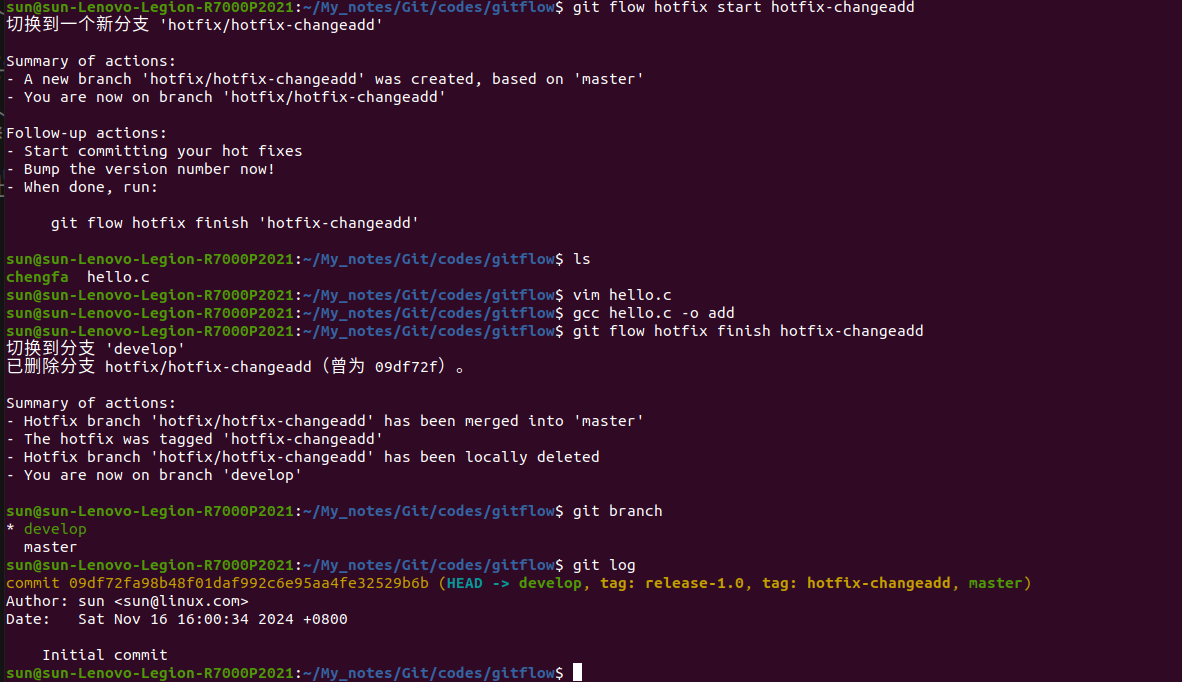 sun@sun-Lenovo-Legion-R7000P2021:~/My_notes/Git/codes/gitflow$ git flow hotfix start hotfix-changeadd
切换到一个新分支 'hotfix/hotfix-changeadd'
Summary of actions:
- A new branch 'hotfix/hotfix-changeadd' was created, based on 'master'
- You are now on branch 'hotfix/hotfix-changeadd'
Follow-up actions:
- Start committing your hot fixes
- Bump the version number now!
- When done, run:
git flow hotfix finish 'hotfix-changeadd'
sun@sun-Lenovo-Legion-R7000P2021:~/My_notes/Git/codes/gitflow$ ls
chengfa  hello.c
sun@sun-Lenovo-Legion-R7000P2021:~/My_notes/Git/codes/gitflow$ vim hello.c
sun@sun-Lenovo-Legion-R7000P2021:~/My_notes/Git/codes/gitflow$ gcc hello.c -o add
sun@sun-Lenovo-Legion-R7000P2021:~/My_notes/Git/codes/gitflow$ git flow hotfix finish hotfix-changeadd
切换到分支 'develop'
已删除分支 hotfix/hotfix-changeadd（曾为 09df72f）。
Summary of actions:
- Hotfix branch 'hotfix/hotfix-changeadd' has been merged into 'master'
- The hotfix was tagged 'hotfix-changeadd'
- Hotfix branch 'hotfix/hotfix-changeadd' has been locally deleted
- You are now on branch 'develop'
sun@sun-Lenovo-Legion-R7000P2021:~/My_notes/Git/codes/gitflow$ git branch
* develop
master
sun@sun-Lenovo-Legion-R7000P2021:~/My_notes/Git/codes/gitflow$ git log
commit 09df72fa98b48f01daf992c6e95aa4fe32529b6b (HEAD -> develop, tag: release-1.0, tag: hotfix-changeadd, master)
Author: sun <sun@linux.com>
Date:   Sat Nov 16 16:00:34 2024 +0800
Initial commit
sun@sun-Lenovo-Legion-R7000P2021:~/My_notes/Git/codes/gitflow$